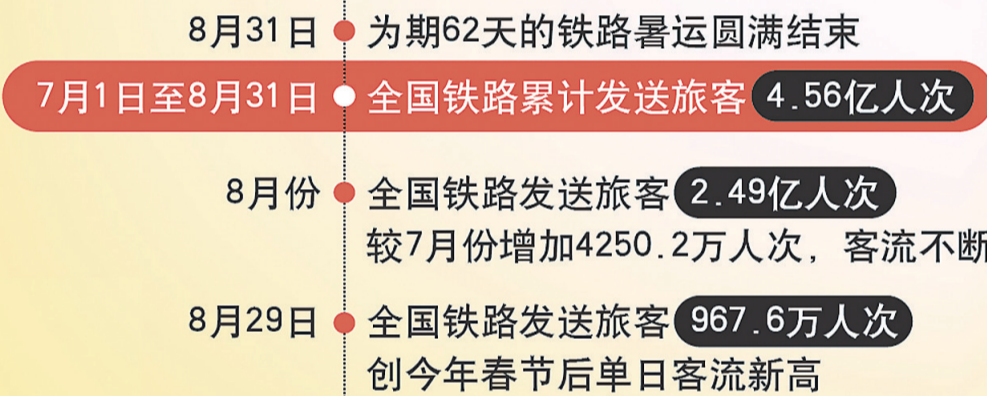 8月31日 为期62天的铁路暑运圆满结束
7月1日至8月31日 全国铁路累计发送旅客 4.56亿人次
8月份 全国铁路发送旅客 2.49亿人次
较7月份增加4250.2万人次，客流不断
8月29日 全国铁路发送旅客 967.6万人次
创今年春节后单日客流新高